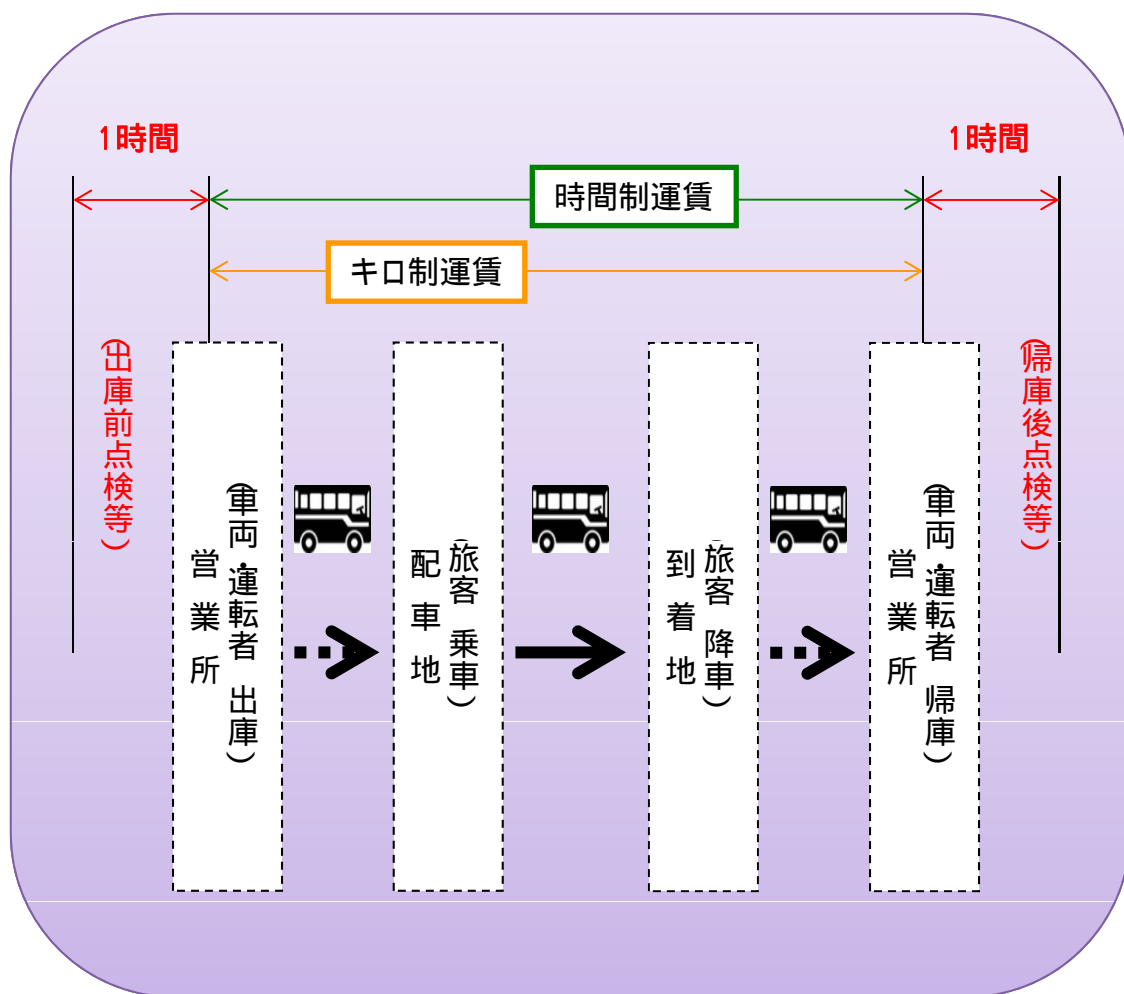 1時間
1時間
時間制運賃
キロ制運賃
(出庫前点検等)
営業所
(車両・運転者 出庫)
配車地
(旅客 乗車)
到着地
(旅客 降車)
営業所
(車両・運転者 帰庫)
(帰庫後点検等)